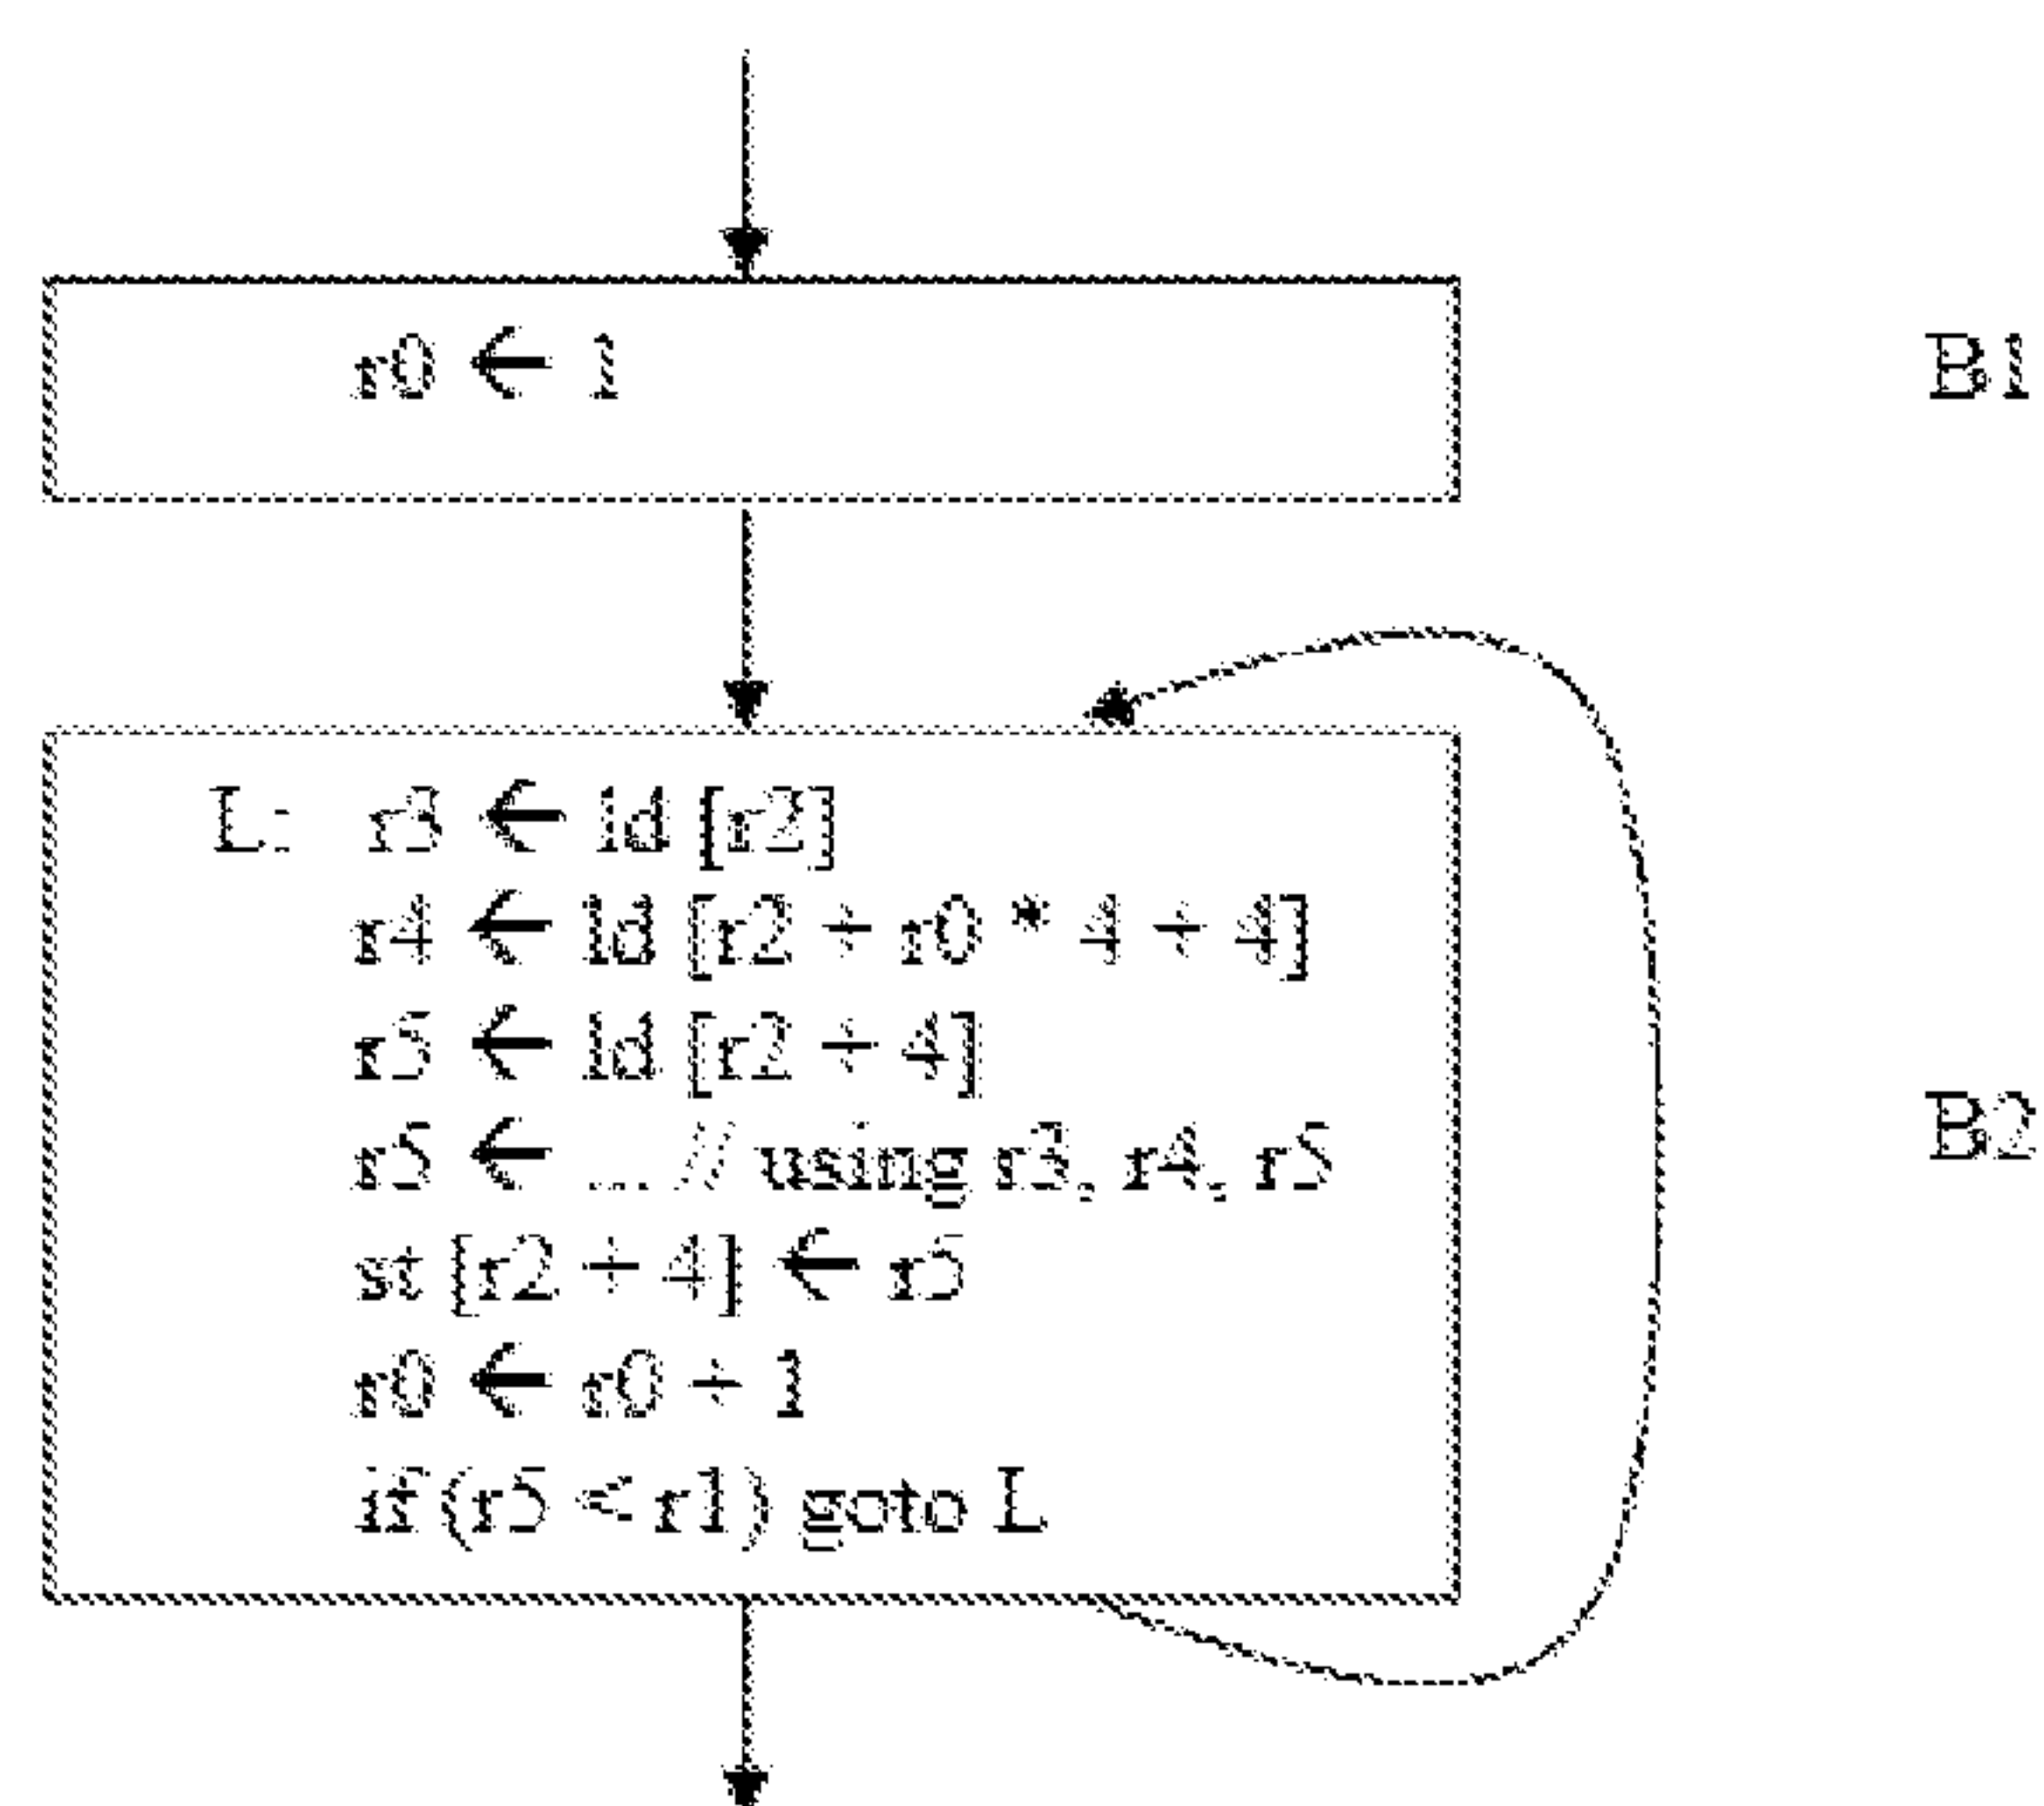 r0 ← 1
B1
L: r3 ← ld [r2]
r4 ← ld [r2 + r0 * 4 + 4]
r5 ← ld [r2 + 4]
r5 ← ... // using r3, r4, r5
B2
st [r2 + 4] ← r5
r0 ← r0 + 1
if (r5 < r1) goto L